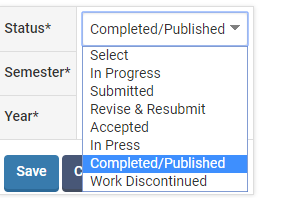 Status*
Completed/Published
Select
In Progress
Semester*
Submitted
Revise & Resubmit
Year*
Accepted
In Press
Completed/Published
Save
C
Work Discontinued